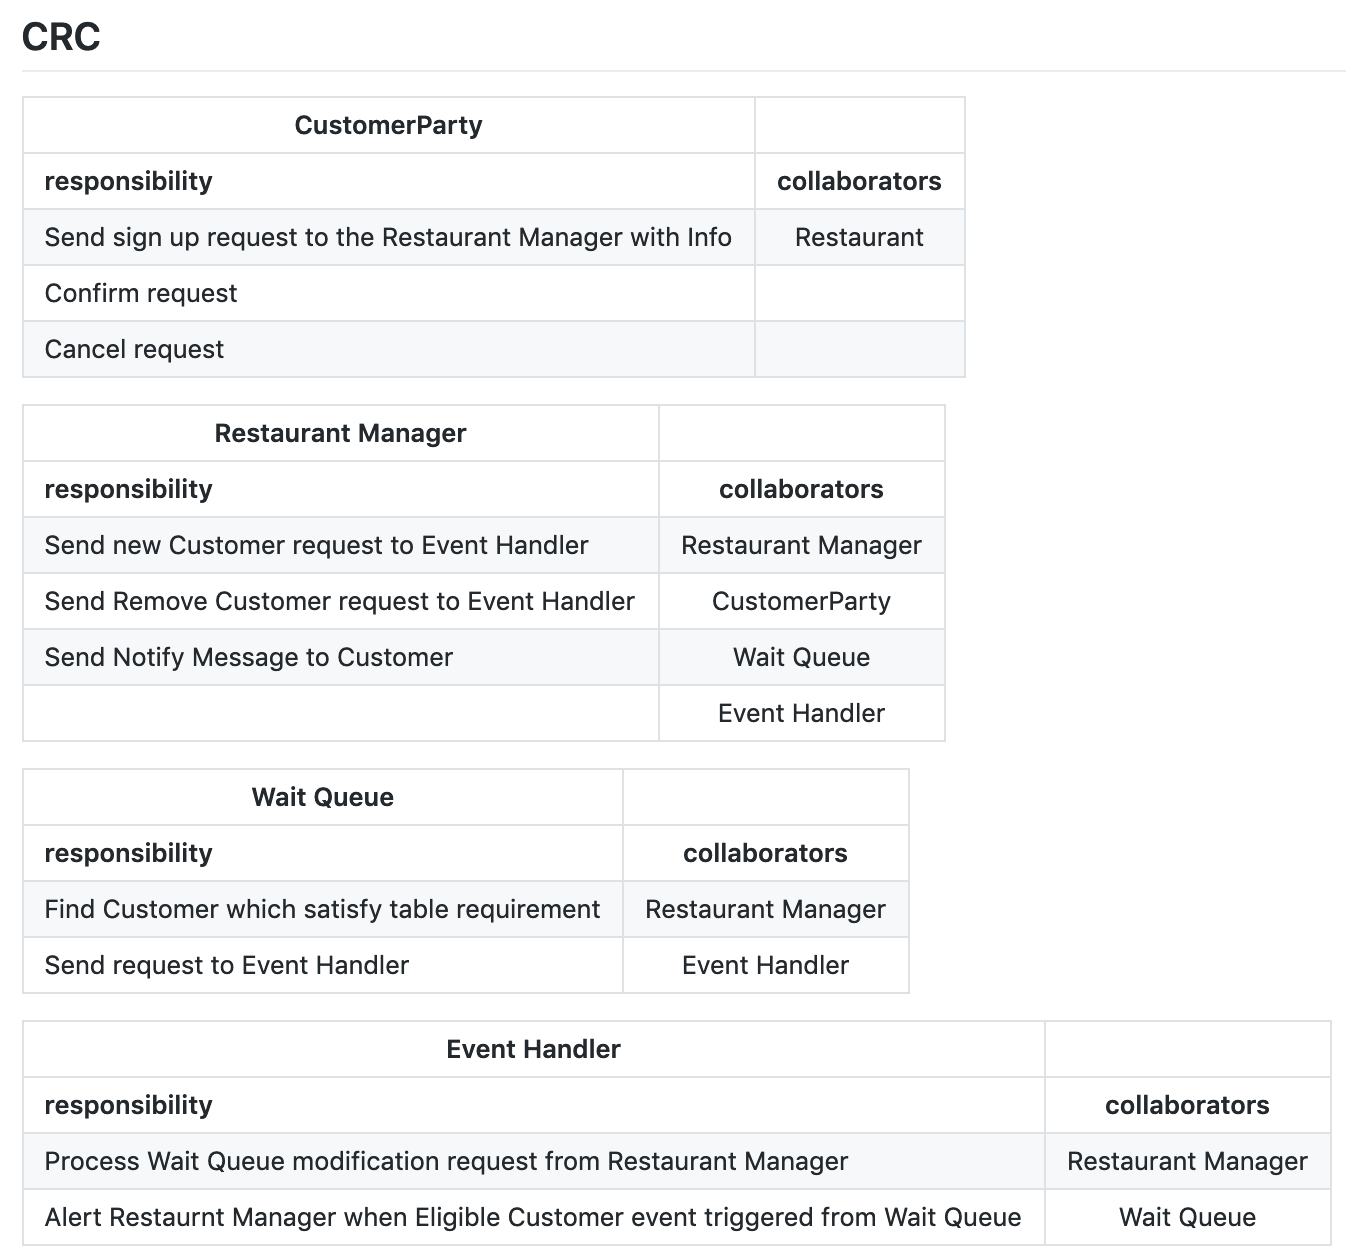 CRC
CustomerParty
responsibility collaborators
Send sign up request to the Restaurant Manager with Info Restaurant
Confirm request
Cancel request
Restaurant Manager
responsibility collaborators
Send new Customer request to Event Handler Restaurant Manager
Send Remove Customer request to Event Handler CustomerParty
Send Notify Message to Customer Wait Queue
Event Handler
Wait Queue
responsibility collaborators
Find Customer which satisfy table requirement Restaurant Manager
Send request to Event Handler Event Handler
Event Handler
responsibility collaborators
Process Wait Queue modification request from Restaurant Manager Restaurant Manager
Alert Restaurnt Manager when Eligible Customer event triggered from Wait Queue Wait Queue